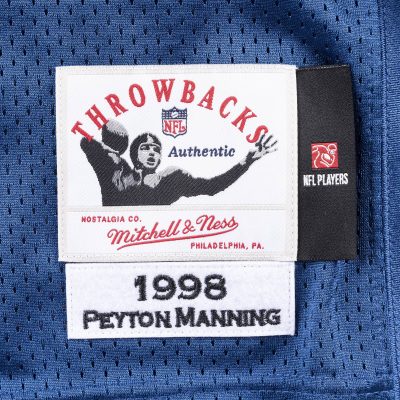 THROWBACKS
NFL
Authentic
NOSTALGIA CO.
Mitchell & Ness
PHILADELPHIA, PA.
NFL PLAYERS
1998
PEYTON MANNING